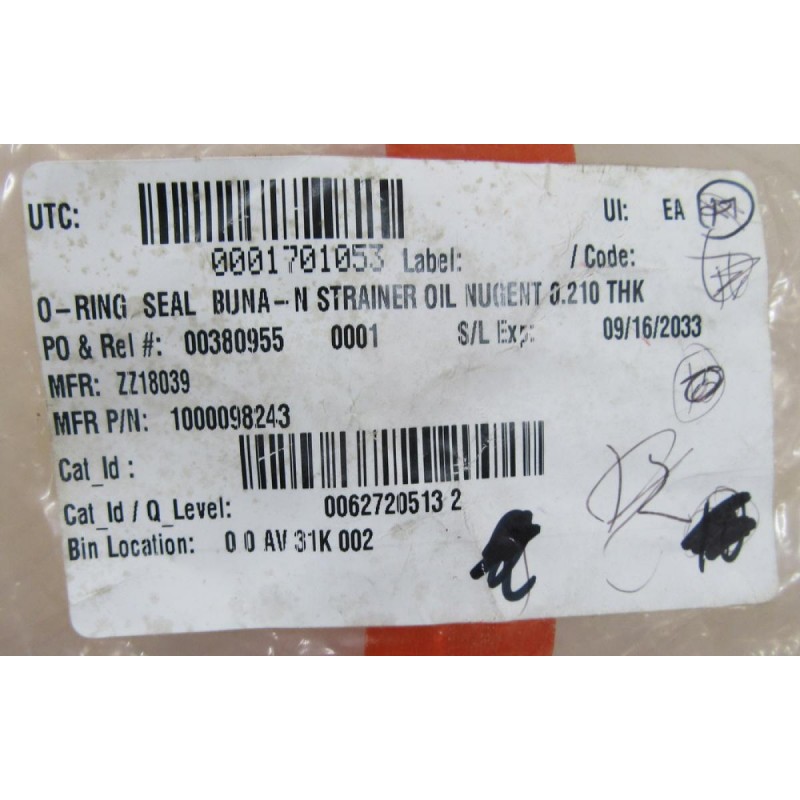 UTC: UI: EA
0001701053 Label: / Code:
O-RING SEAL BUNA-N STRAINER OIL NUGENT 0.210 THK
PO & Rel #: 00380955 0001 S/L Exp: 09/16/2033
MFR: ZZ18039
MFR P/N: 1000098243
Cat_Id :
Cat_Id / Q_Level: 0062720513 2
Bin Location: 0 0 AV 31K 002